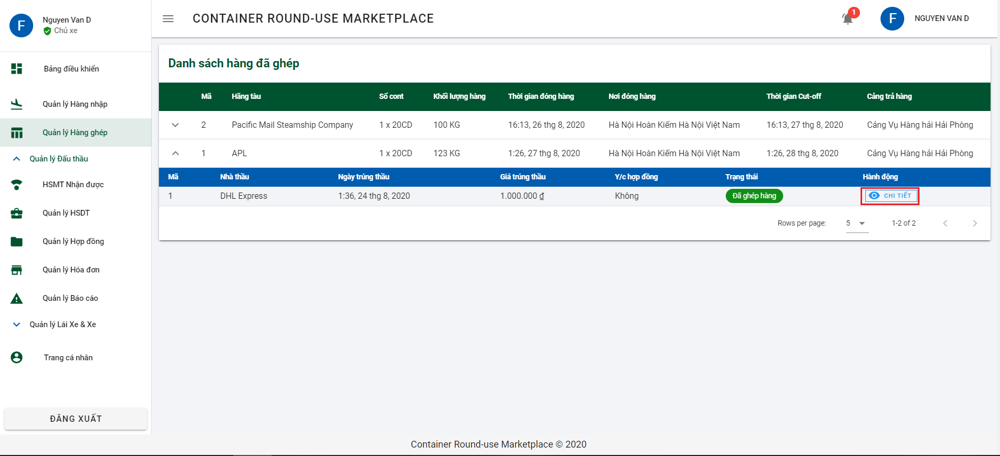 F
Nguyen Van D
Chủ xe
CONTAINER ROUND-USE MARKETPLACE
1
F
NGUYEN VAN D
Bảng điều khiển
Quản lý Hàng nhập
Quản lý Hàng ghép
Quản lý Đấu thầu
HSMT Nhận được
Quản lý HSDT
Quản lý Hợp đồng
Quản lý Hóa đơn
Quản lý Báo cáo
Quản lý Lái Xe & Xe
Trang cá nhân
ĐĂNG XUẤT
Danh sách hàng đã ghép
Mã Hãng tàu Số cont Khối lượng hàng Thời gian đóng hàng Nơi đóng hàng Thời gian Cut-off Cảng trả hàng
2 Pacific Mail Steamship Company 1 x 20CD 100 KG 16:13, 26 thg 8, 2020 Hà Nội Hoàn Kiếm Hà Nội Việt Nam 16:13, 27 thg 8, 2020 Cảng Vụ Hàng hải Hải Phòng
1 APL 1 x 20CD 123 KG 1:26, 27 thg 8, 2020 Hà Nội Hoàn Kiếm Hà Nội Việt Nam 1:26, 28 thg 8, 2020 Cảng Vụ Hàng hải Hải Phòng
Mã Nhà thầu Ngày trúng thầu Giá trúng thầu Y/c hợp đồng Trạng thái Hành động
1 DHL Express 1:36, 24 thg 8, 2020 1.000.000 ₫ Không Đã ghép hàng CHI TIẾT
Rows per page: 5 1-2 of 2
Container Round-use Marketplace © 2020